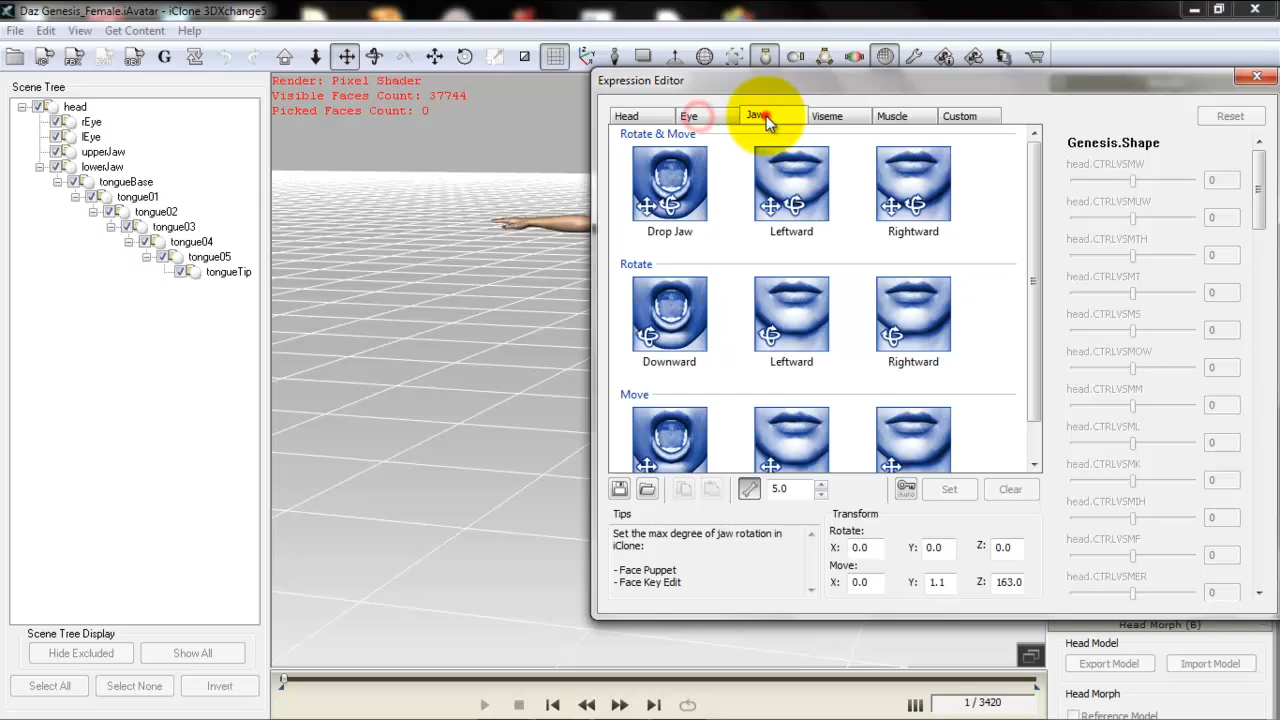 Daz Genesis_Female.iAvatar - iClone 3DXchange5
File Edit View Get Content Help
Scene Tree
head
rEye
lEye
upperJaw
lowerJaw
tongueBase
tongue01
tongue02
tongue03
tongue04
tongue05
tongueTip
Scene Tree Display
Hide Excluded Show All
Select All Select None Invert
Render: Pixel Shader
Visible Faces Count: 37744
Picked Faces Count: 0
1 / 3420
Expression Editor
Head Eye Jaw Viseme Muscle Custom
Reset
Rotate & Move
Drop Jaw Leftward Rightward
Rotate
Downward Leftward Rightward
Move
5.0
Auto
Set Clear
Tips
Set the max degree of jaw rotation in
iClone:
- Face Puppet
- Face Key Edit
Transform
Rotate:
X: 0.0 Y: 0.0 Z: 0.0
Move:
X: 0.0 Y: 1.1 Z: 163.0
Genesis.Shape
head.CTRLVSMW
0
head.CTRLVSMUW
0
head.CTRLVSMTH
0
head.CTRLVSMT
0
head.CTRLVSMS
0
head.CTRLVSMOW
0
head.CTRLVSMM
0
head.CTRLVSML
0
head.CTRLVSMK
0
head.CTRLVSMIH
0
head.CTRLVSMF
0
head.CTRLVSMER
0
Head Morph (B)
Head Model
Export Model Import Model
Head Morph
Reference Model